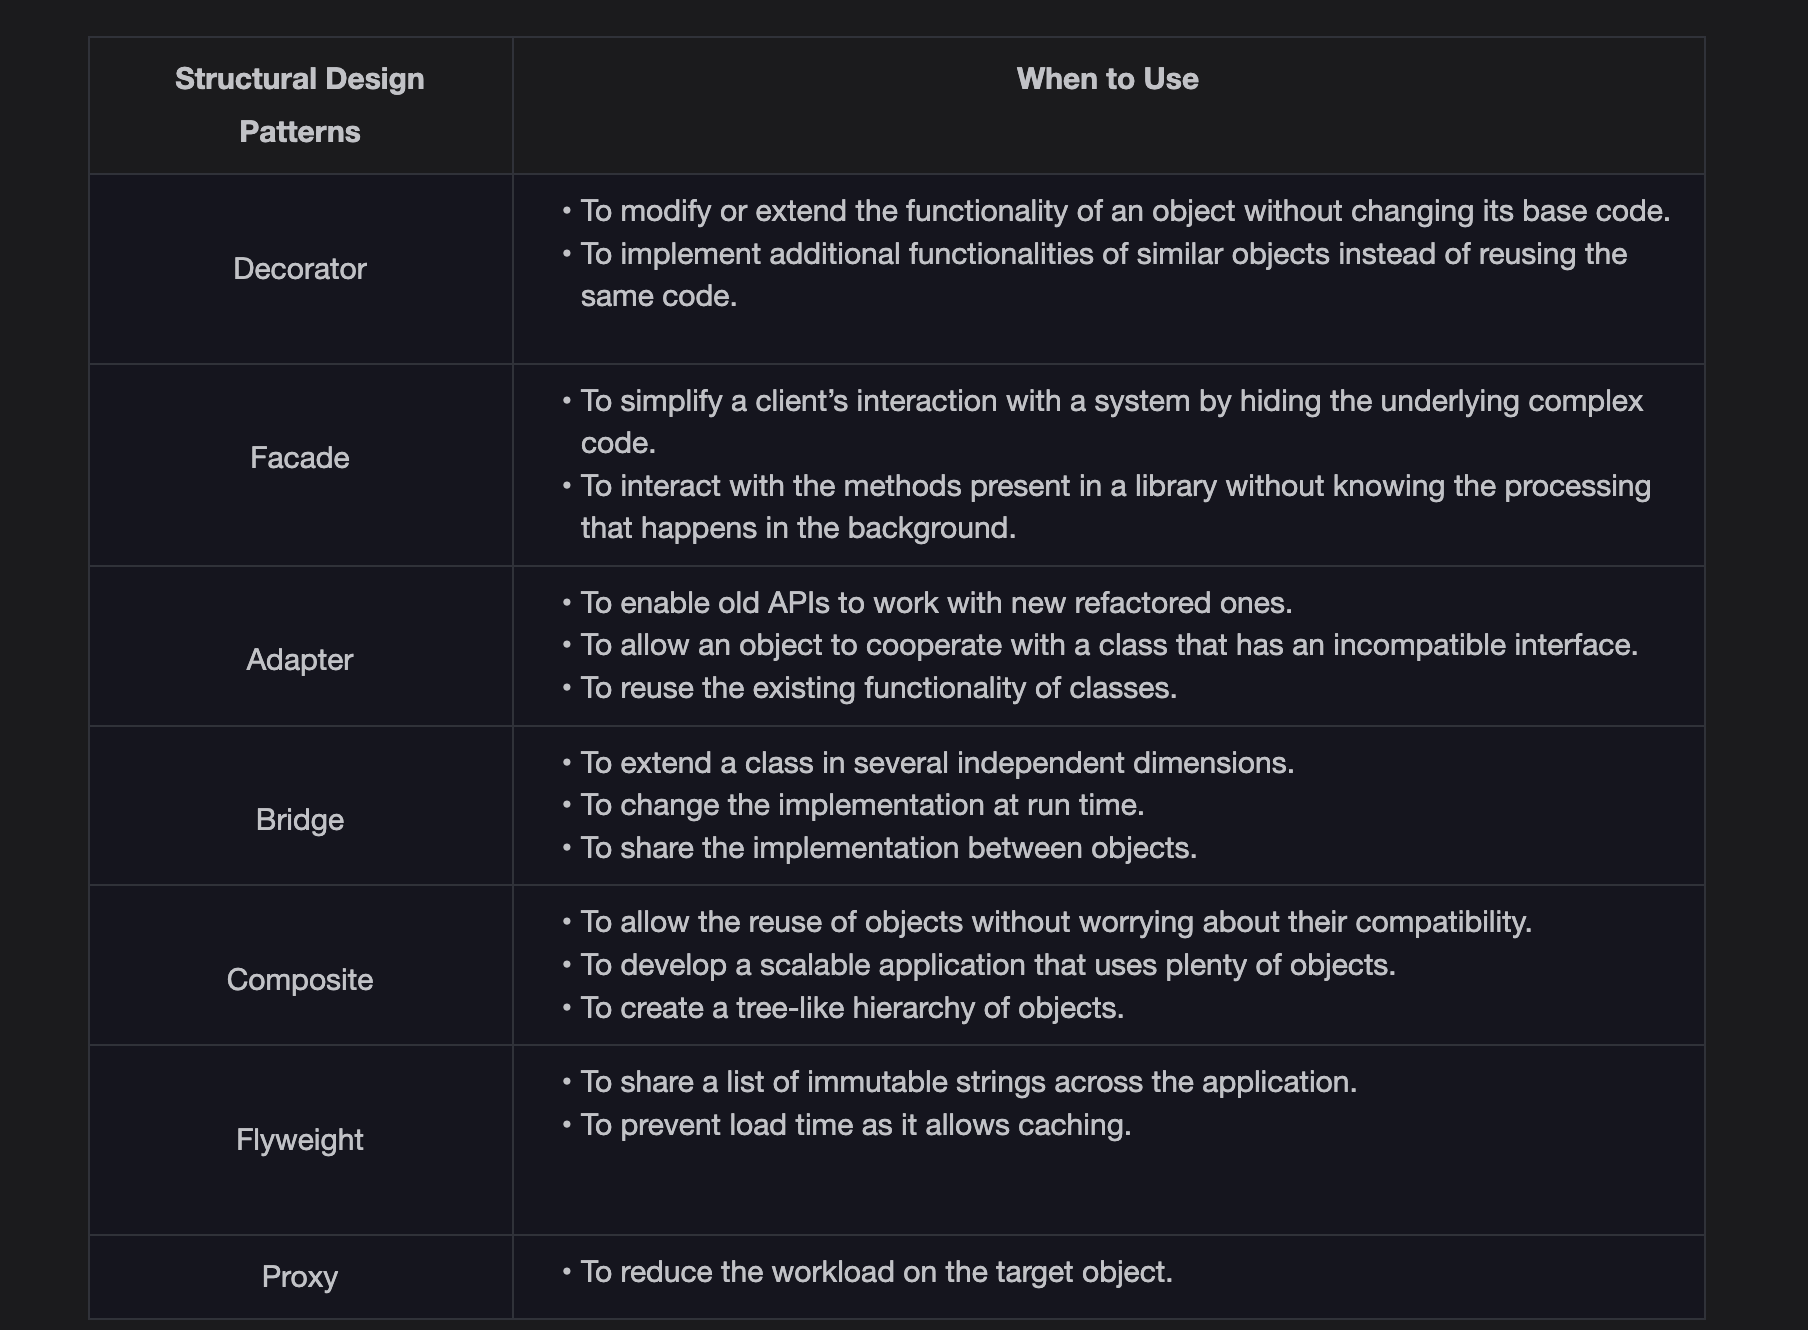 Structural Design
Patterns
When to Use
Decorator
• To modify or extend the functionality of an object without changing its base code.
• To implement additional functionalities of similar objects instead of reusing the
same code.
Facade
• To simplify a client’s interaction with a system by hiding the underlying complex
code.
• To interact with the methods present in a library without knowing the processing
that happens in the background.
Adapter
• To enable old APIs to work with new refactored ones.
• To allow an object to cooperate with a class that has an incompatible interface.
• To reuse the existing functionality of classes.
Bridge
• To extend a class in several independent dimensions.
• To change the implementation at run time.
• To share the implementation between objects.
Composite
• To allow the reuse of objects without worrying about their compatibility.
• To develop a scalable application that uses plenty of objects.
• To create a tree-like hierarchy of objects.
Flyweight
• To share a list of immutable strings across the application.
• To prevent load time as it allows caching.
Proxy
• To reduce the workload on the target object.